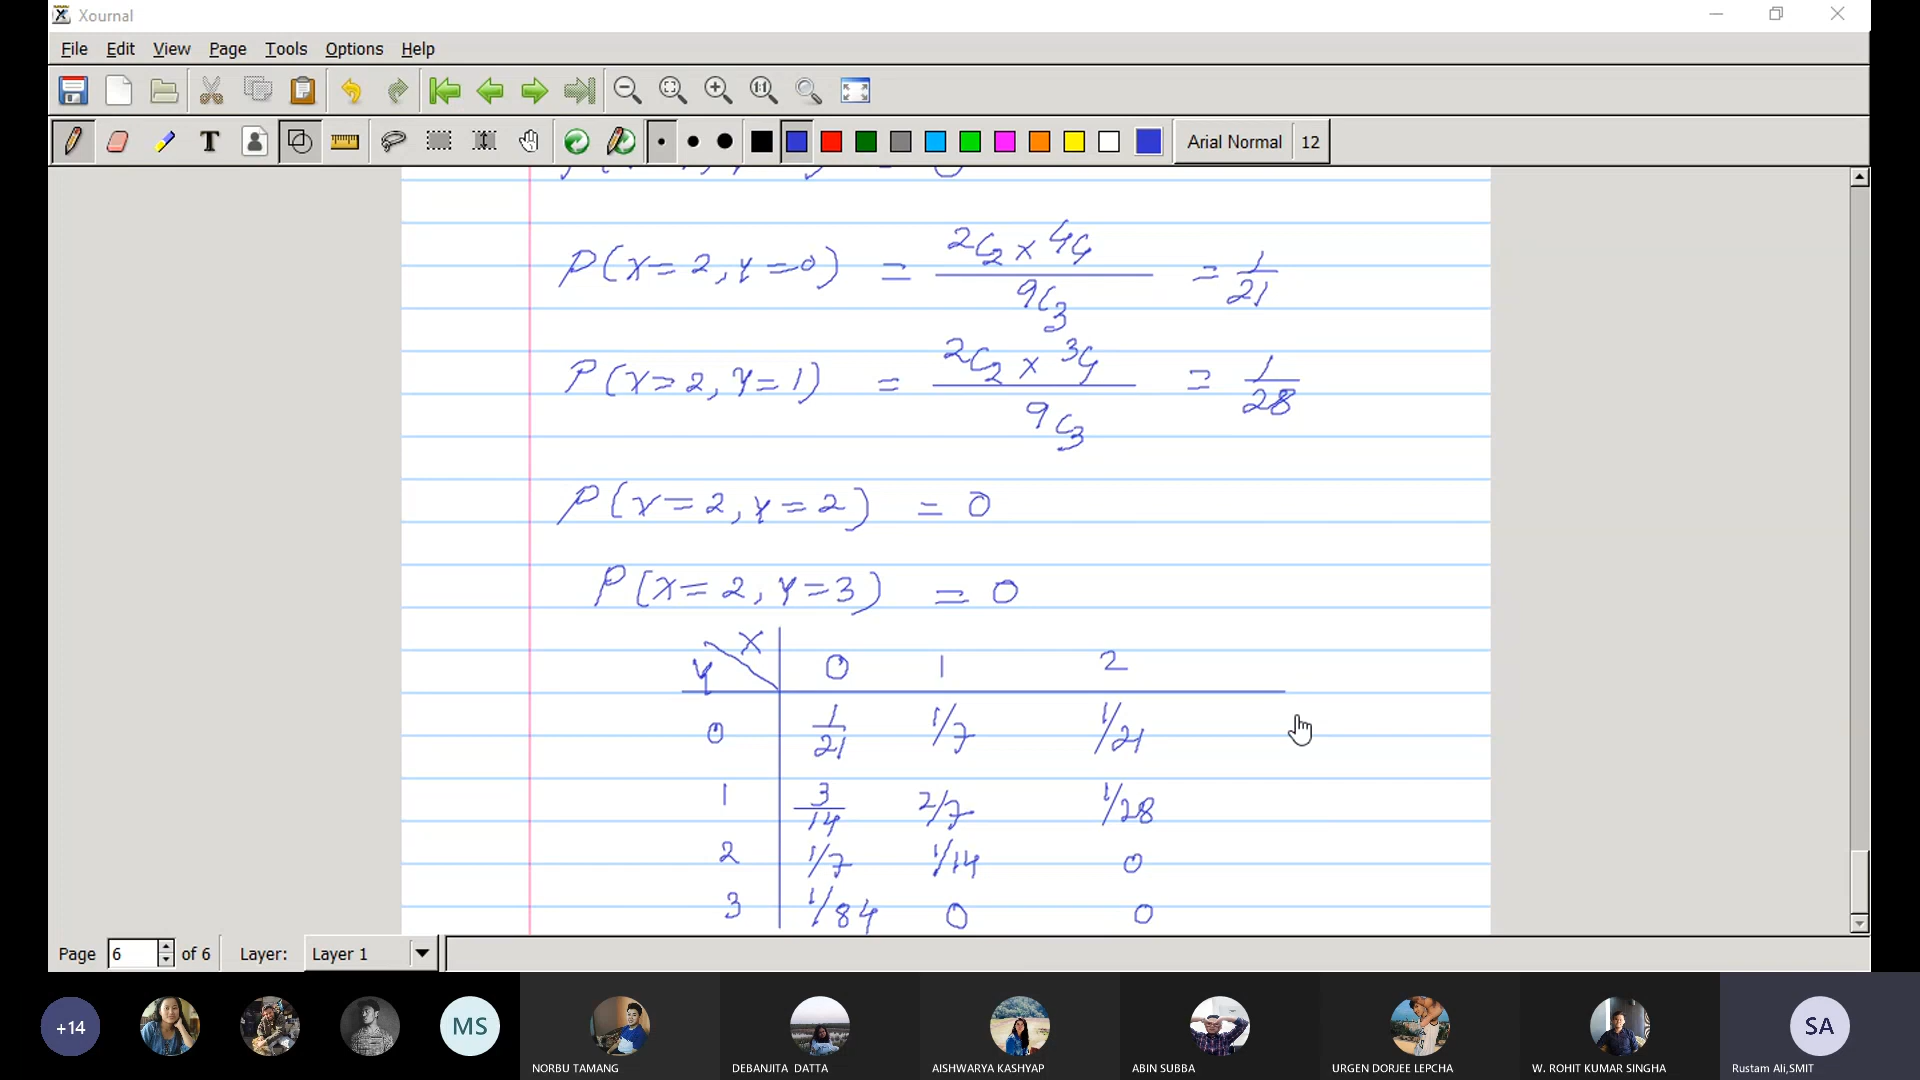 Xournal
File Edit View Page Tools Options Help
Arial Normal 12
P(X=2, Y=0) = 2C2 × 4C1 / 9C3 = 1/21
P(X=2, Y=1) = 2C2 × 3C1 / 9C3 = 1/28
P(X=2, Y=2) = 0
P(X=2, Y=3) = 0
Y X 0 1 2
0 1/21 1/7 1/21
1 3/14 2/7 1/28
2 1/7 1/14 0
3 1/84 0 0
Page 6 of 6 Layer: Layer 1
+14 MS SA
NORBU TAMANG DEBANJITA DATTA AISHWARYA KASHYAP ABIN SUBBA URGEN DORJEE LEPCHA W. ROHIT KUMAR SINGHA Rustam Ali,SMIT